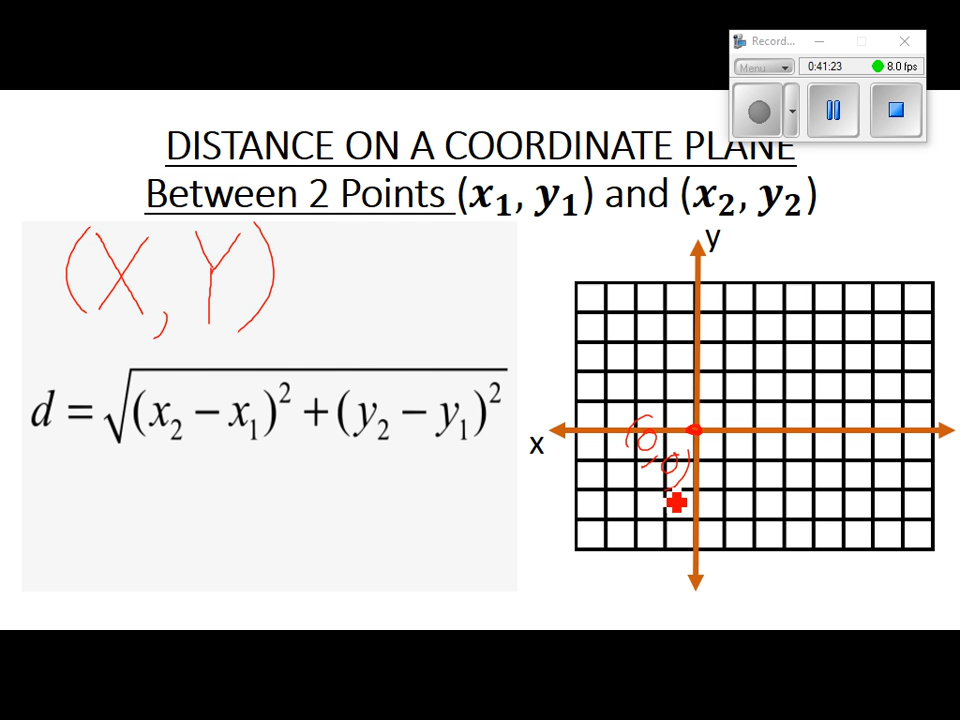 Record...
Menu
0:41:23
8.0 fps
DISTANCE ON A COORDINATE PLANE
Between 2 Points (x₁, y₁) and (x₂, y₂)
(X, Y)
y
d = √(x₂ − x₁)² + (y₂ − y₁)²
x
(0,0)